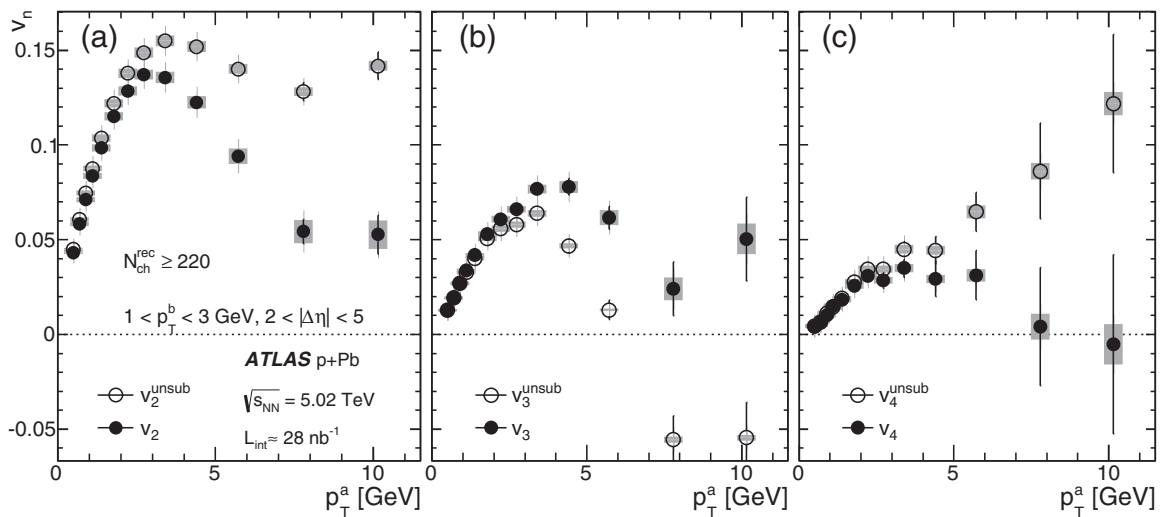 v_n
(a)
(b)
(c)
0.15
0.1
0.05
0
-0.05
N_ch^rec ≥ 220
1 < p_T^b < 3 GeV, 2 < |Δη| < 5
ATLAS p+Pb
√s_NN = 5.02 TeV
L_int ≈ 28 nb^-1
v_2^unsub
v_2
v_3^unsub
v_3
v_4^unsub
v_4
0 5 10
0 5 10
0 5 10
p_T^a [GeV]
p_T^a [GeV]
p_T^a [GeV]